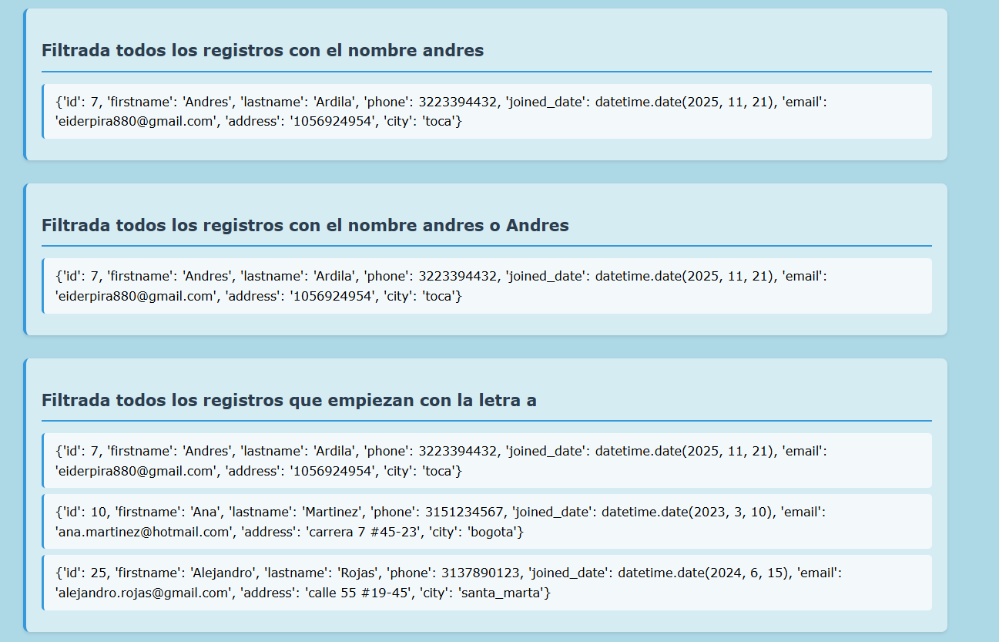 Filtrada todos los registros con el nombre andres
{'id': 7, 'firstname': 'Andres', 'lastname': 'Ardila', 'phone': 3223394432, 'joined_date': datetime.date(2025, 11, 21), 'email':
'eiderpira880@gmail.com', 'address': '1056924954', 'city': 'toca'}
Filtrada todos los registros con el nombre andres o Andres
{'id': 7, 'firstname': 'Andres', 'lastname': 'Ardila', 'phone': 3223394432, 'joined_date': datetime.date(2025, 11, 21), 'email':
'eiderpira880@gmail.com', 'address': '1056924954', 'city': 'toca'}
Filtrada todos los registros que empiezan con la letra a
{'id': 7, 'firstname': 'Andres', 'lastname': 'Ardila', 'phone': 3223394432, 'joined_date': datetime.date(2025, 11, 21), 'email':
'eiderpira880@gmail.com', 'address': '1056924954', 'city': 'toca'}
{'id': 10, 'firstname': 'Ana', 'lastname': 'Martinez', 'phone': 3151234567, 'joined_date': datetime.date(2023, 3, 10), 'email':
'ana.martinez@hotmail.com', 'address': 'carrera 7 #45-23', 'city': 'bogota'}
{'id': 25, 'firstname': 'Alejandro', 'lastname': 'Rojas', 'phone': 3137890123, 'joined_date': datetime.date(2024, 6, 15), 'email':
'alejandro.rojas@gmail.com', 'address': 'calle 55 #19-45', 'city': 'santa_marta'}